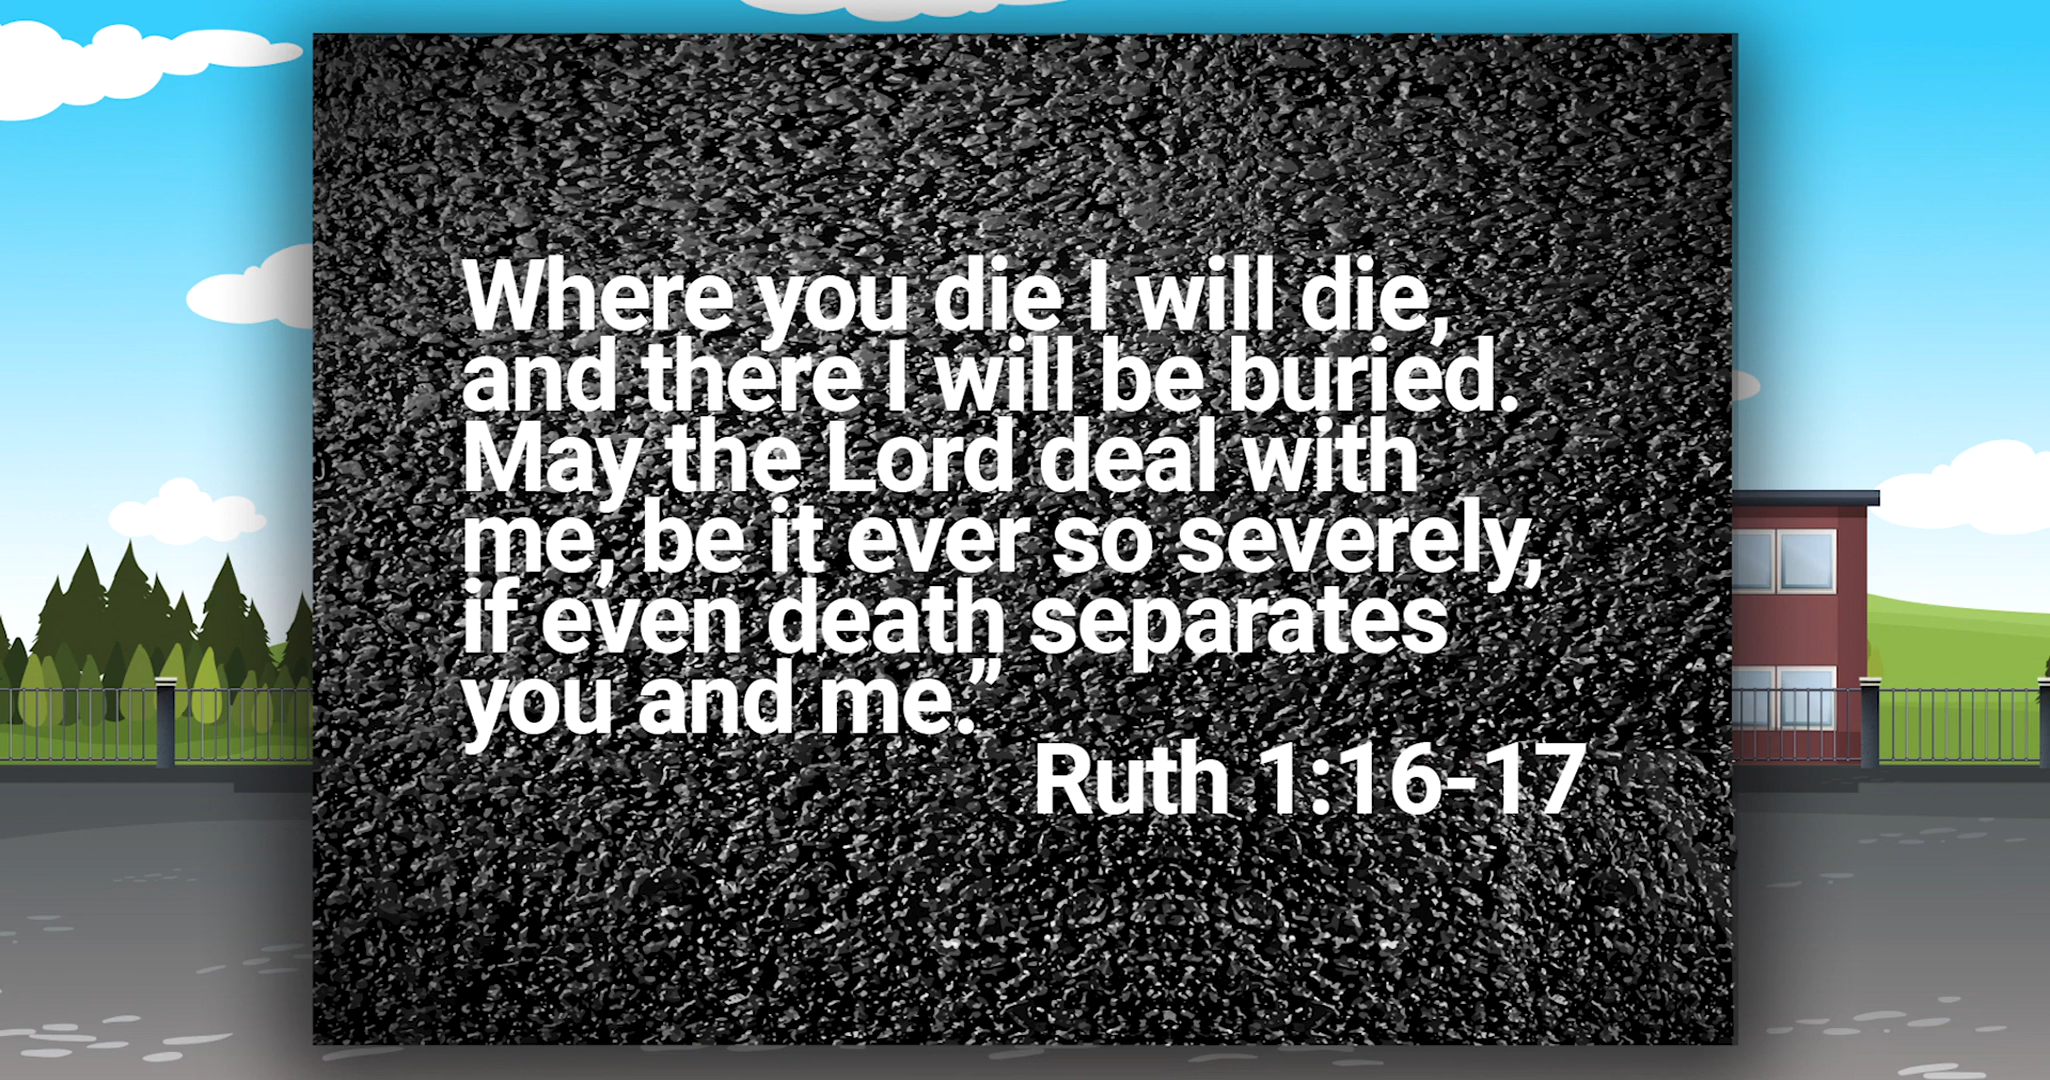 Where you die I will die,
and there I will be buried.
May the Lord deal with
me, be it ever so severely,
if even death separates
you and me.”
Ruth 1:16-17